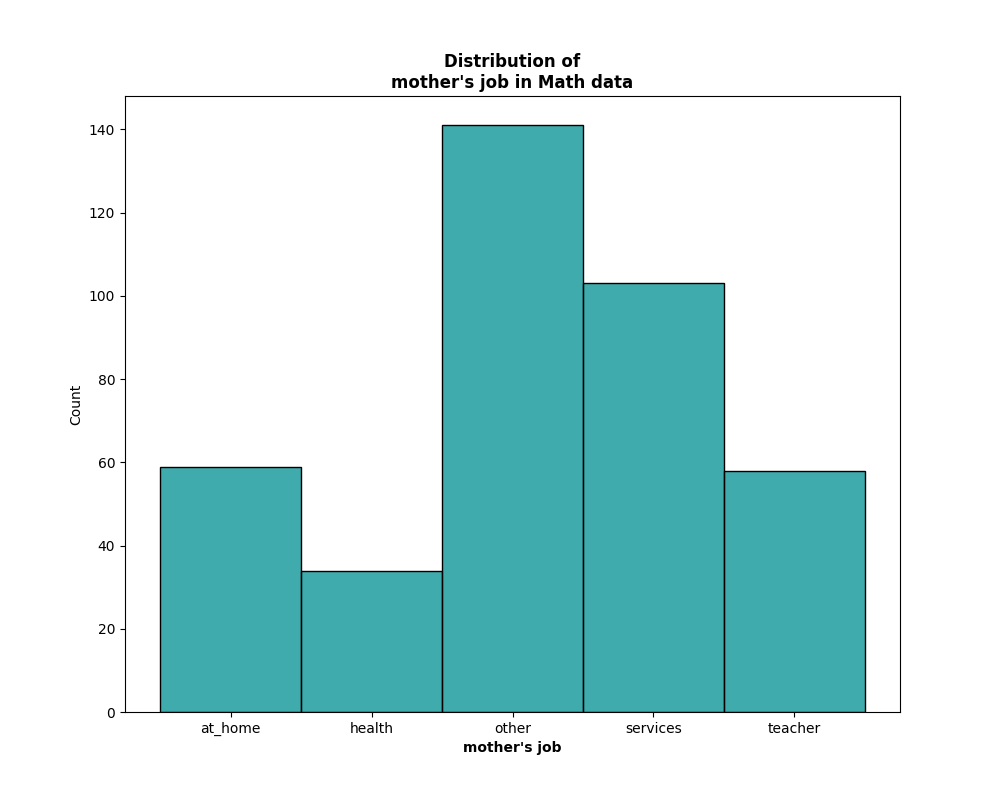 Distribution of
mother's job in Math data
140
120
100
80
60
40
20
0
Count
at_home health other services teacher
mother's job